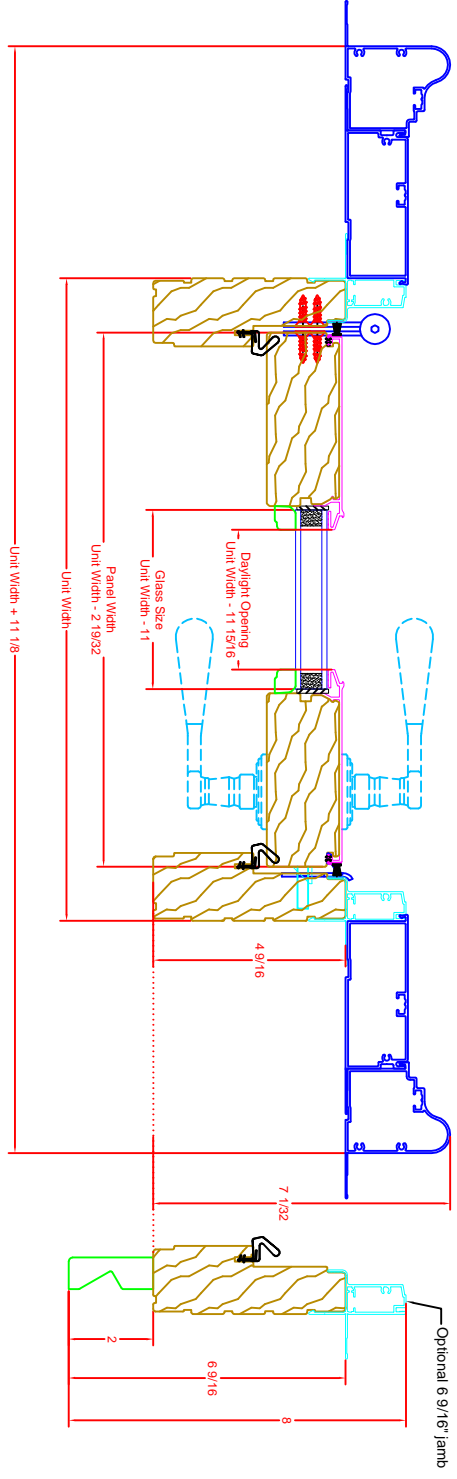 Optional 6 9/16" jamb
Daylight Opening
Unit Width - 11 15/16
Glass Size
Unit Width - 11
Panel Width
Unit Width - 2 19/32
Unit Width
Unit Width + 11 1/8
4 9/16
7 1/32
2
6 9/16
8